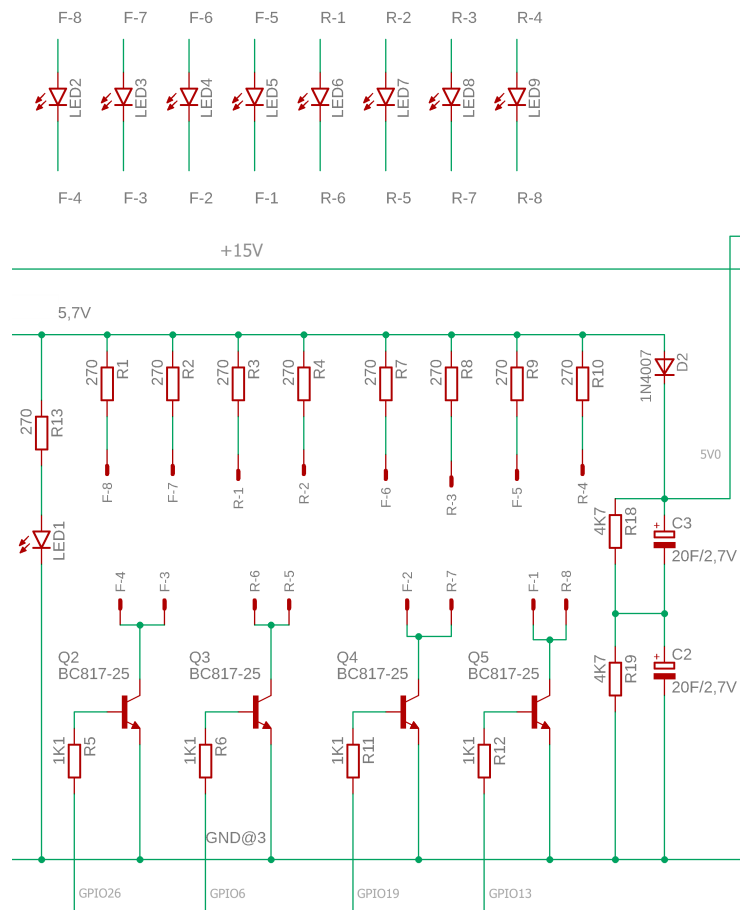 F-8 F-7 F-6 F-5 R-1 R-2 R-3 R-4
LED2 LED3 LED4 LED5 LED6 LED7 LED8 LED9
F-4 F-3 F-2 F-1 R-6 R-5 R-7 R-8
+15V
5,7V
270 R1 270 R2 270 R3 270 R4 270 R7 270 R8 270 R9 270 R10 1N4007 D2
270 R13
5V0
F-8 F-7 R-1 R-2 F-6 R-3 F-5 R-4
LED1
4K7 R18 C3
20F/2,7V
F-4 F-3 R-6 R-5 F-2 R-7 F-1 R-8
Q2 Q3 Q4 Q5
BC817-25 BC817-25 BC817-25 BC817-25
4K7 R19 C2
20F/2,7V
1K1 R5 1K1 R6 1K1 R11 1K1 R12
GND@3
GPIO26 GPIO6 GPIO19 GPIO13